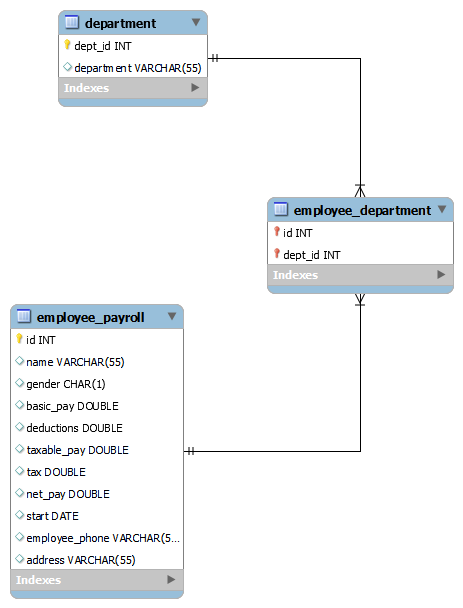 department
dept_id INT
department VARCHAR(55)
Indexes
employee_department
id INT
dept_id INT
Indexes
employee_payroll
id INT
name VARCHAR(55)
gender CHAR(1)
basic_pay DOUBLE
deductions DOUBLE
taxable_pay DOUBLE
tax DOUBLE
net_pay DOUBLE
start DATE
employee_phone VARCHAR(5...
address VARCHAR(55)
Indexes